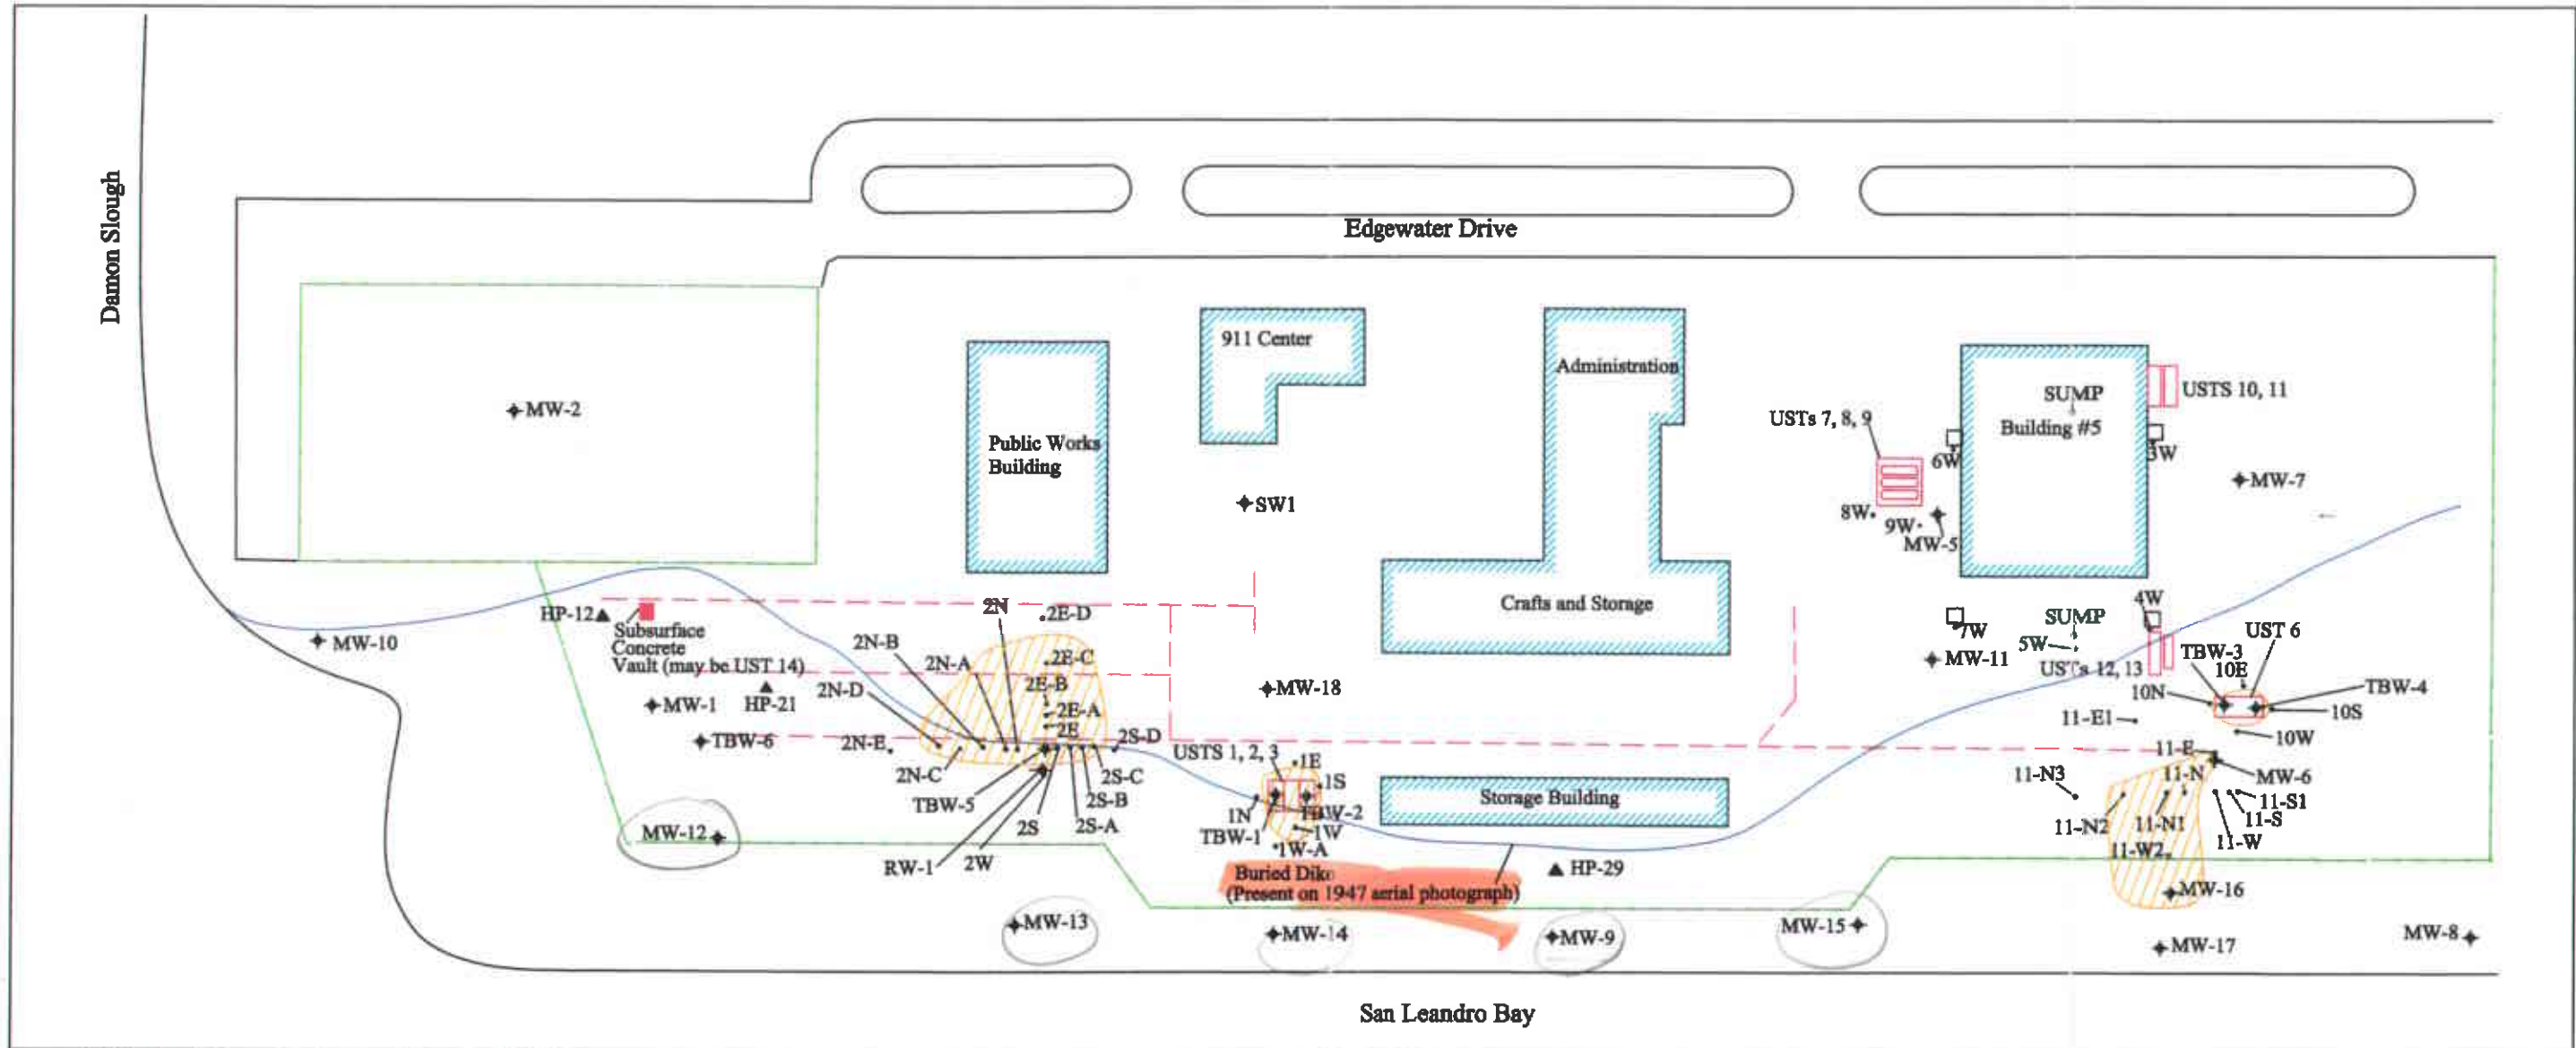 Damon Slough
Edgewater Drive
911 Center
Administration
SUMP
Building #5
USTS 10, 11
USTs 7, 8, 9
MW-2
Public Works
Building
6W
3W
MW-7
SW1
8W
9W
MW-5
HP-12
Subsurface
Concrete
Vault (may be UST 14)
2N
2E-D
Crafts and Storage
4W
SUMP
7W
5W
UST 6
MW-10
2N-B
2N-A
2E-C
MW-11
USTs 12, 13
TBW-3
10E
MW-1
HP-21
2N-D
2E-B
MW-18
10N
TBW-4
2E-A
10S
11-E1
TBW-6
2N-E
2E
2S-D
10W
USTS 1, 2, 3
1E
11-E
2N-C
2S-C
1S
11-N3
11-N
MW-6
TBW-5
2S-B
Storage Building
11-S1
1N
TBW-2
11-S
2S
2S-A
TBW-1
1W
11-N2
11-N1
MW-12
11-W
1W-A
11-W2
RW-1
2W
Buried Dike
(Present on 1947 aerial photograph)
HP-29
MW-16
MW-13
MW-14
MW-9
MW-15
MW-17
MW-8
San Leandro Bay